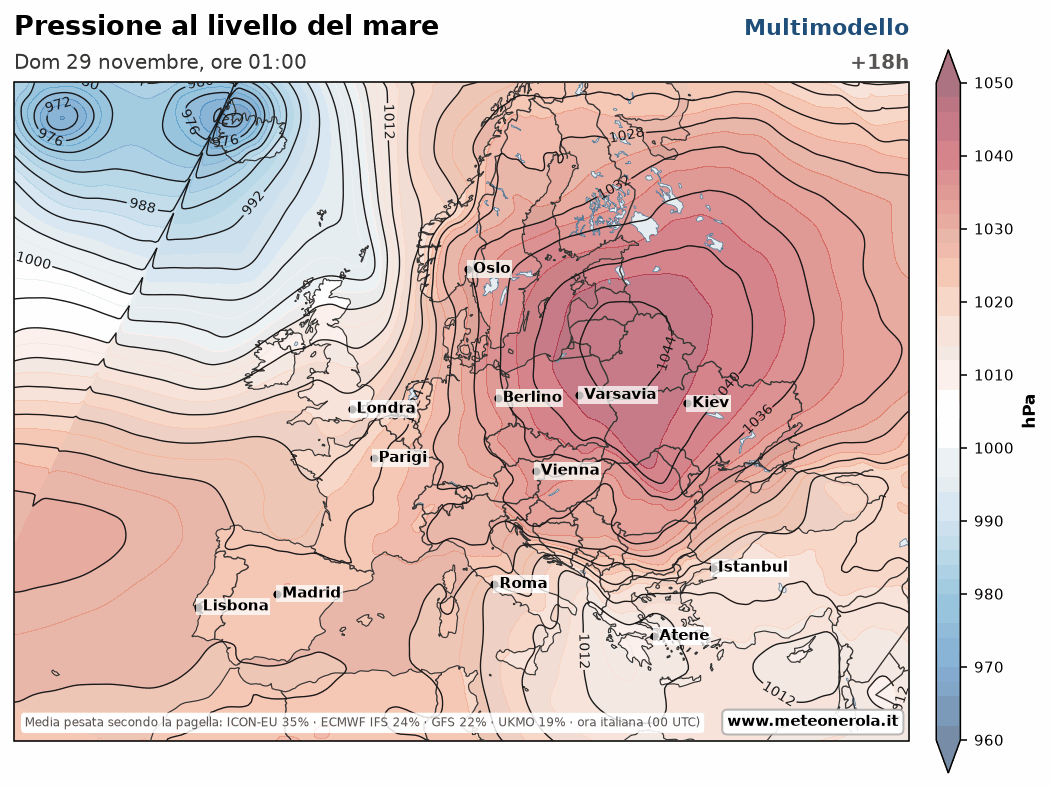 Pressione al livello del mare
Multimodello
Dom 29 novembre, ore 01:00
+18h
972
976
976
976
988
992
1000
1012
1028
1032
1044
1040
1036
1012
1012
Oslo
Londra
Berlino
Varsavia
Kiev
Parigi
Vienna
Istanbul
Roma
Madrid
Lisbona
Atene
Media pesata secondo la pagella: ICON-EU 35% · ECMWF IFS 24% · GFS 22% · UKMO 19% · ora italiana (00 UTC)
www.meteonerola.it
1050
1040
1030
1020
1010
1000
990
980
970
960
hPa